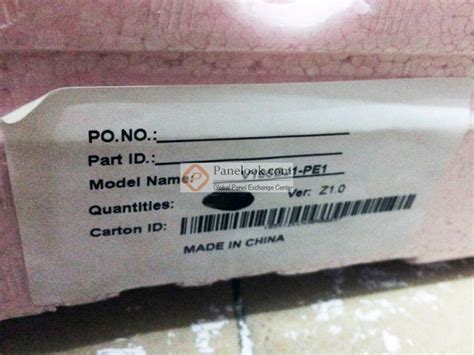 PO.NO.:
Part ID.:
Panelook.com
Model Name: -PE1
Global Panel Exchange Center
Quantities: Ver: Z1.0
Carton ID:
MADE IN CHINA